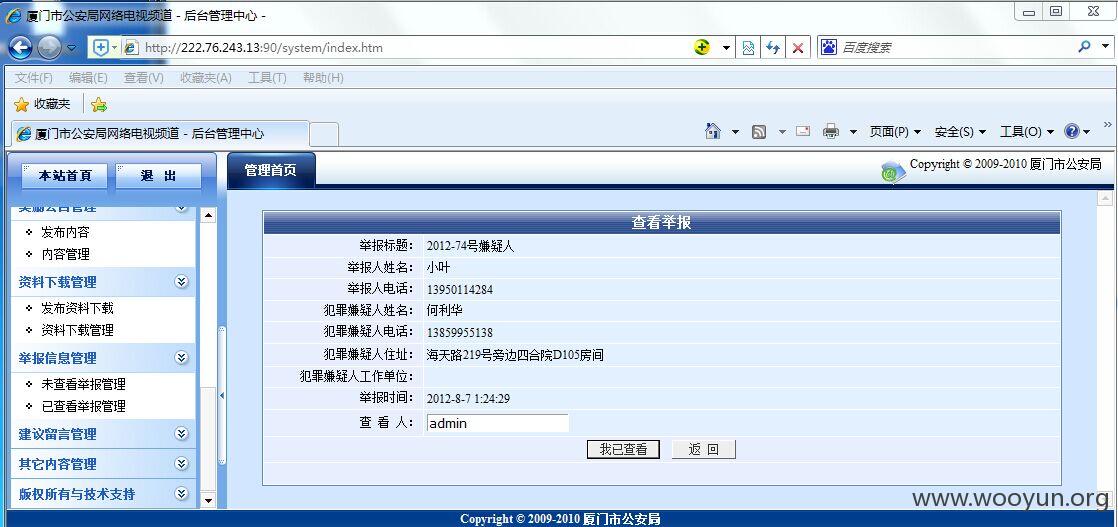 厦门市公安局网络电视频道 - 后台管理中心 -
http://222.76.243.13:90/system/index.htm
百度搜索
文件(F) 编辑(E) 查看(V) 收藏夹(A) 工具(T) 帮助(H)
收藏夹
厦门市公安局网络电视频道 - 后台管理中心
页面(P) 安全(S) 工具(O)
本站首页 退 出
管理首页
Copyright © 2009-2010 厦门市公安局
发布内容
内容管理
资料下载管理
发布资料下载
资料下载管理
举报信息管理
未查看举报管理
已查看举报管理
建议留言管理
其它内容管理
版权所有与技术支持
查看举报
举报标题: 2012-74号嫌疑人
举报人姓名: 小叶
举报人电话: 13950114284
犯罪嫌疑人姓名: 何利华
犯罪嫌疑人电话: 13859955138
犯罪嫌疑人住址: 海天路219号旁边四合院D105房间
犯罪嫌疑人工作单位:
举报时间: 2012-8-7 1:24:29
查 看 人: admin
我已查看 返 回
www.wooyun.org
Copyright © 2009-2010 厦门市公安局